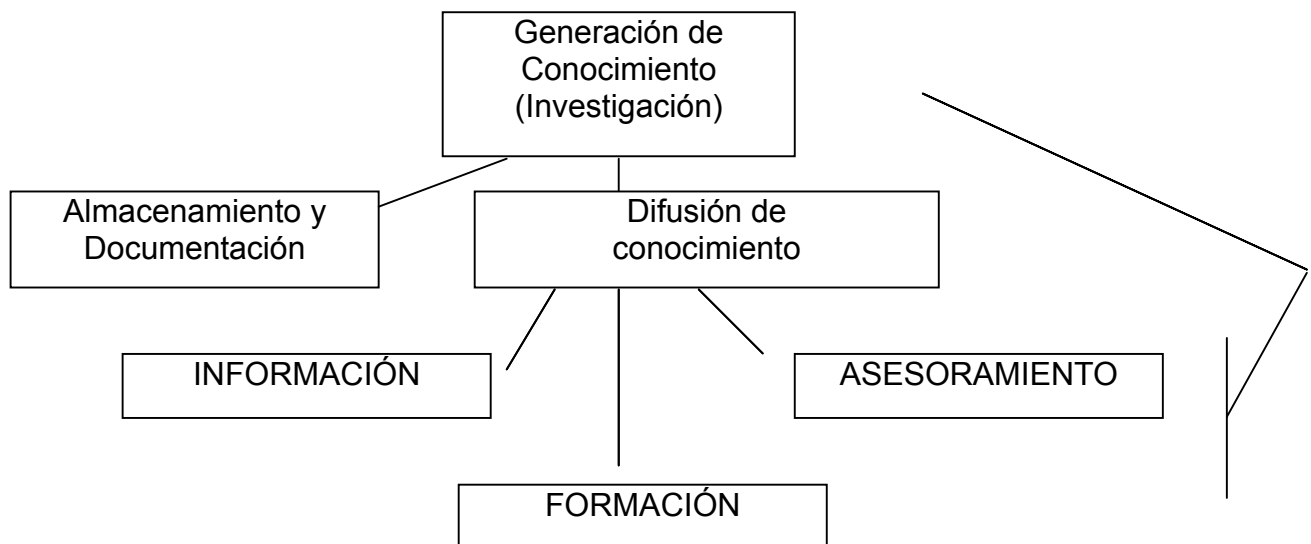 Generación de
Conocimiento
(Investigación)
Almacenamiento y
Documentación
Difusión de
conocimiento
INFORMACIÓN
ASESORAMIENTO
FORMACIÓN